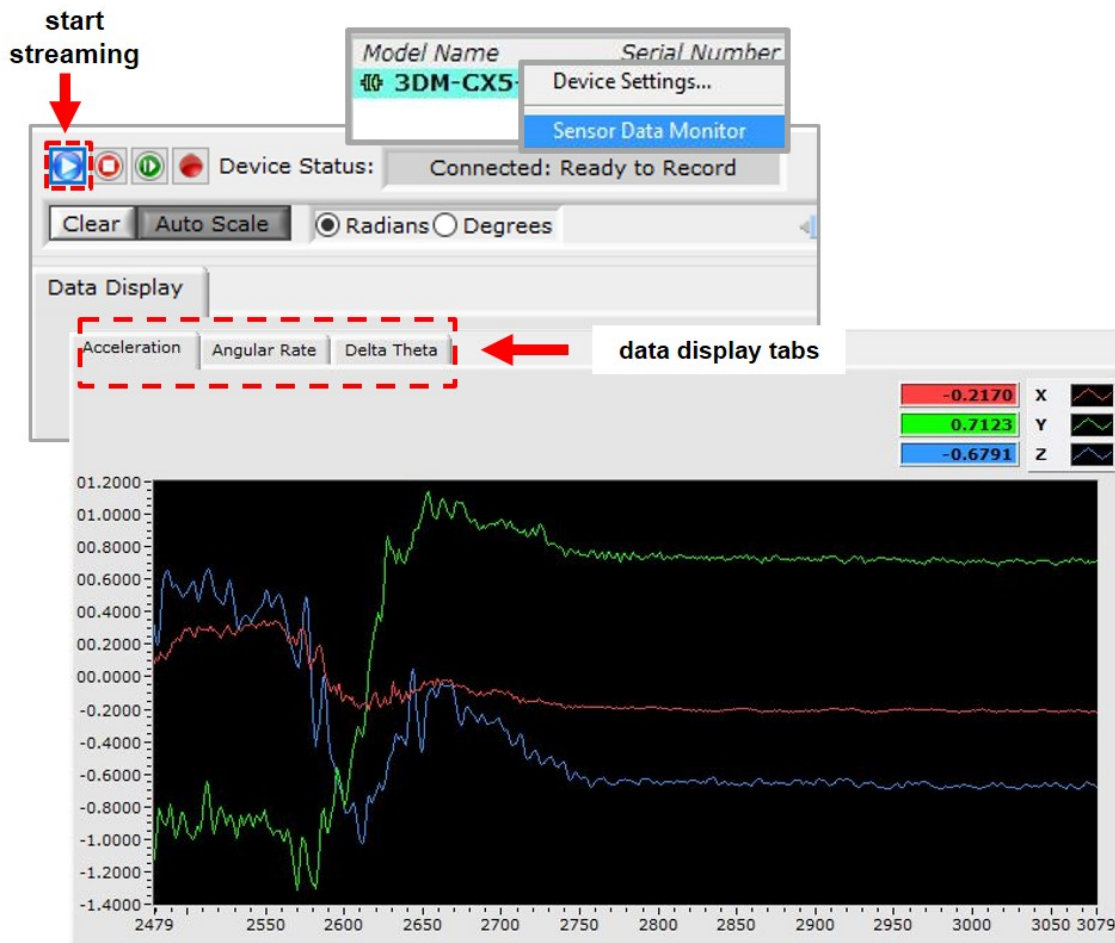 start
streaming
Model Name Serial Number
3DM-CX5-
Device Settings...
Sensor Data Monitor
Device Status: Connected: Ready to Record
Clear Auto Scale Radians Degrees
Data Display
Acceleration Angular Rate Delta Theta
data display tabs
-0.2170 X
0.7123 Y
-0.6791 Z
01.2000
01.0000
00.8000
00.6000
00.4000
00.2000
00.0000
-0.2000
-0.4000
-0.6000
-0.8000
-1.0000
-1.2000
-1.4000
2479 2550 2600 2650 2700 2750 2800 2850 2900 2950 3000 3050 3079